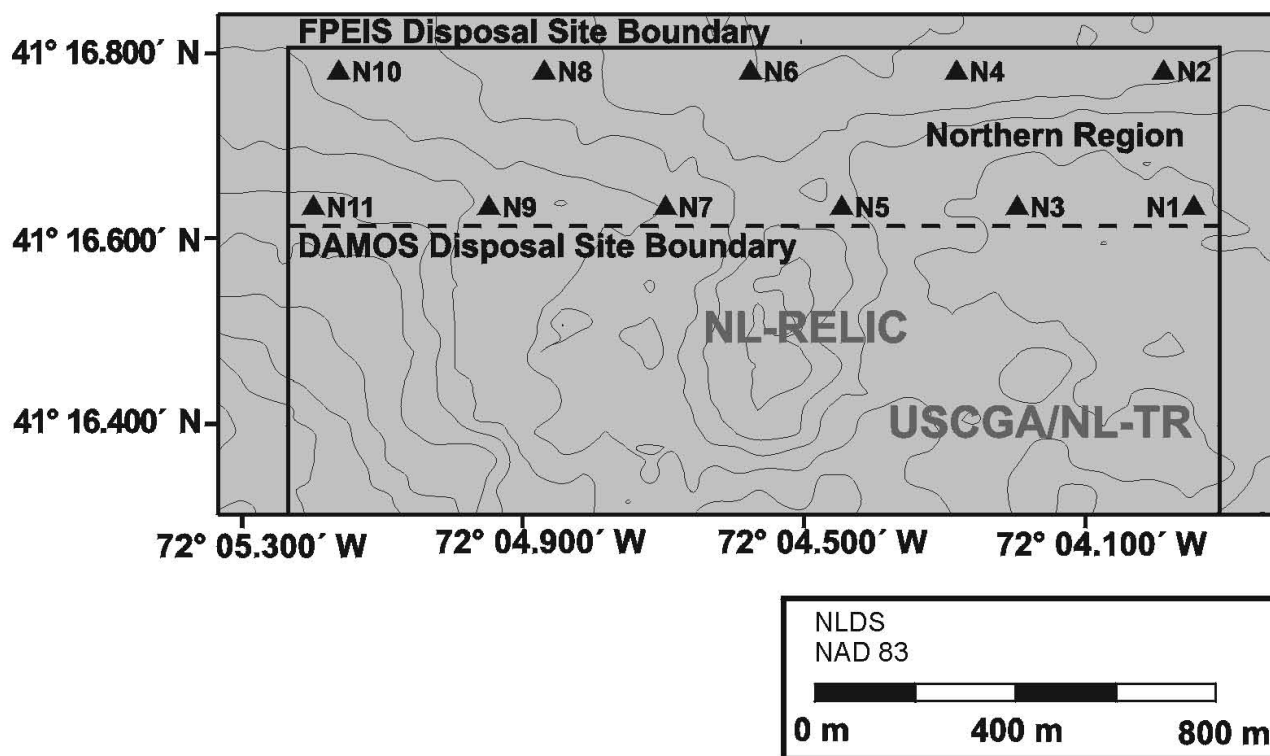 FPEIS Disposal Site Boundary
41° 16.800´ N
N10 N8 N6 N4 N2
Northern Region
N11 N9 N7 N5 N3 N1
41° 16.600´ N
DAMOS Disposal Site Boundary
NL-RELIC
41° 16.400´ N
USCGA/NL-TR
72° 05.300´ W 72° 04.900´ W 72° 04.500´ W 72° 04.100´ W
NLDS
NAD 83
0 m 400 m 800 m